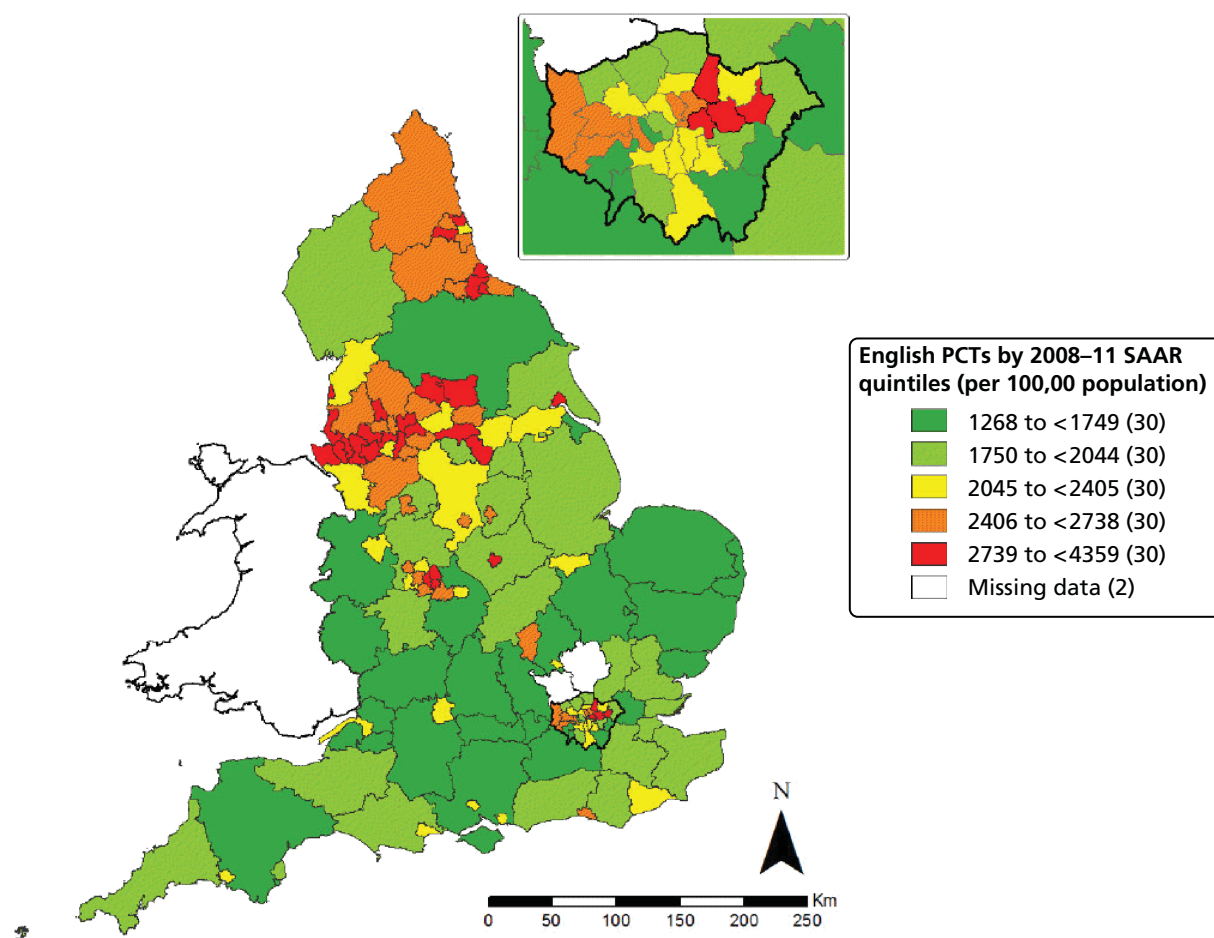 English PCTs by 2008–11 SAAR
quintiles (per 100,00 population)
1268 to <1749 (30)
1750 to <2044 (30)
2045 to <2405 (30)
2406 to <2738 (30)
2739 to <4359 (30)
Missing data (2)
N
Km
0 50 100 150 200 250